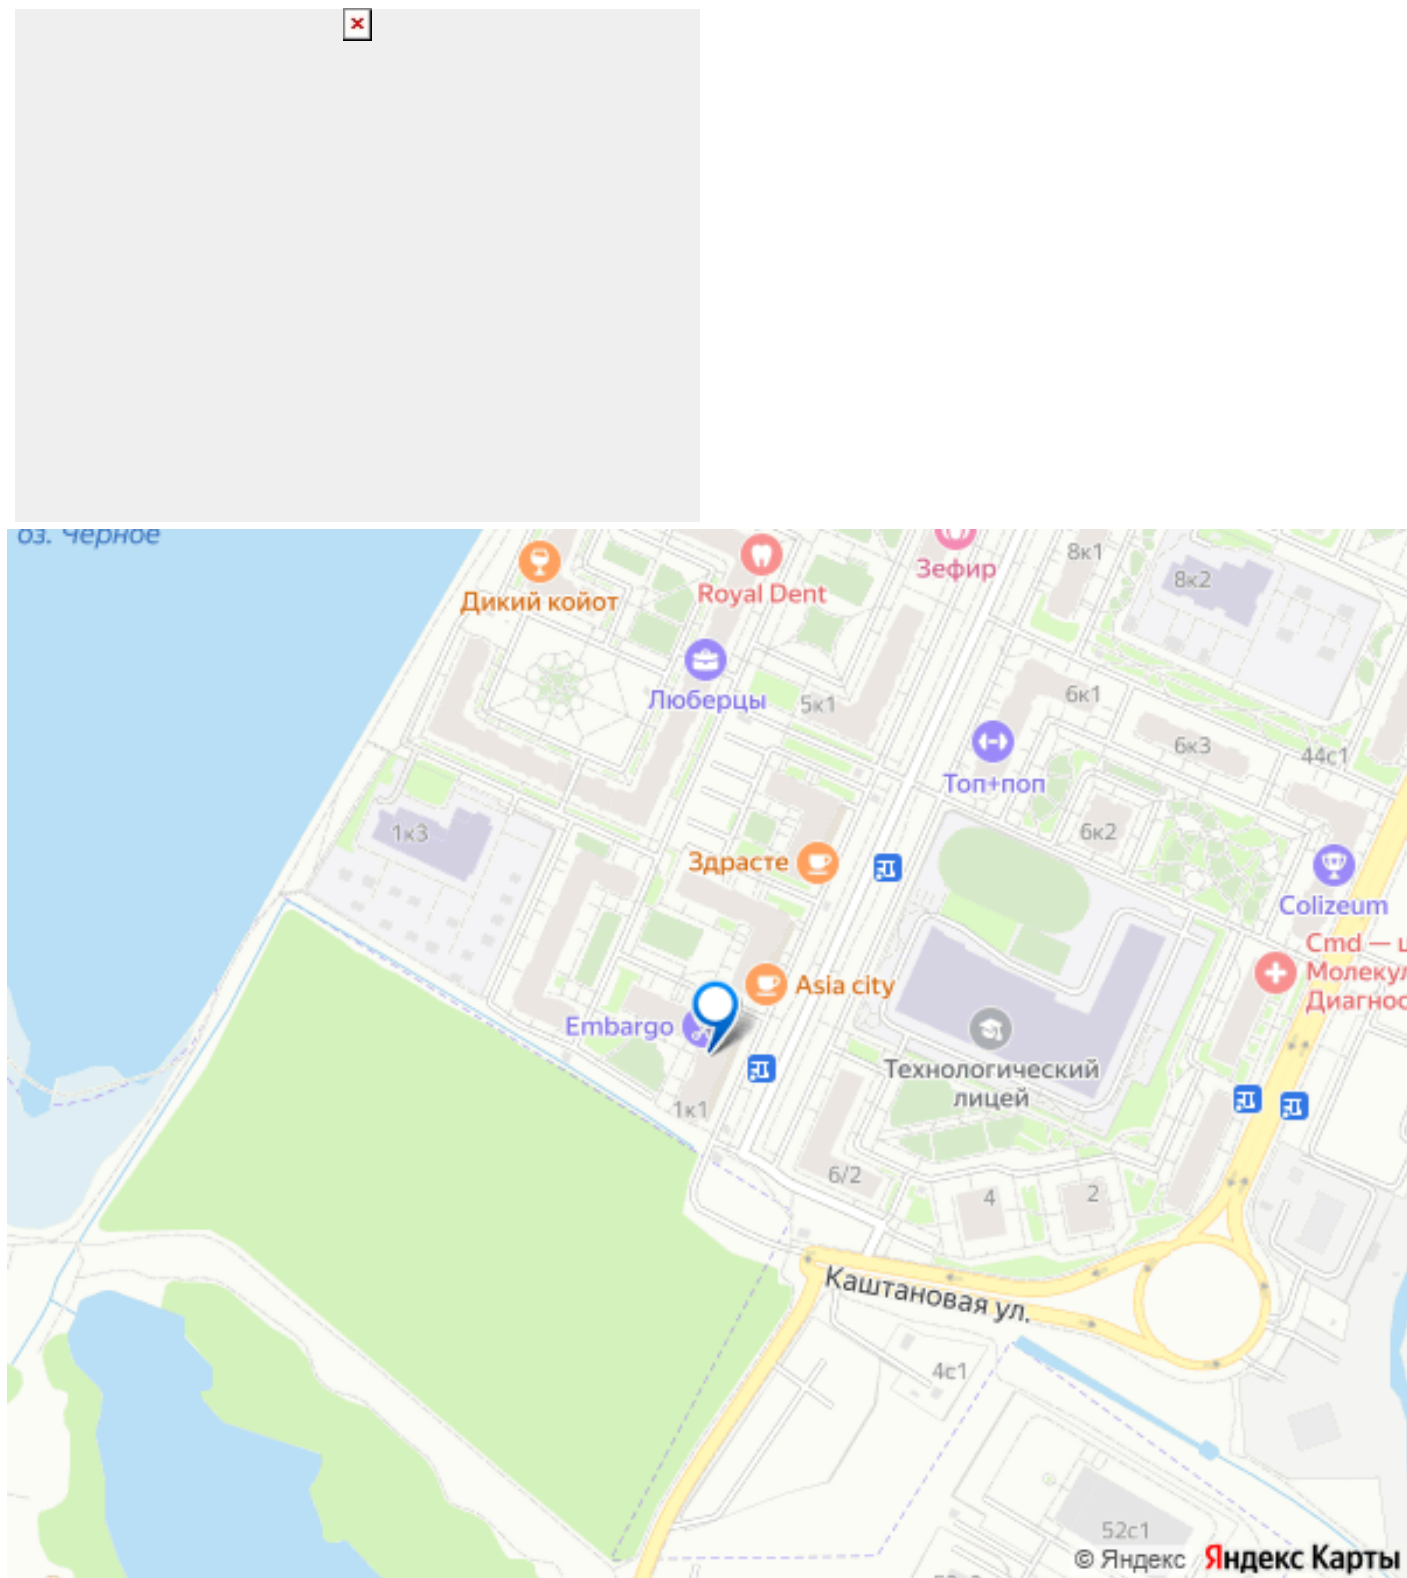 оз. Черное
Дикий койот
Royal Dent
Зефир
8к1
8к2
Люберцы
5к1
6к1
6к3
44с1
Топ+поп
1к3
6к2
Здрасте
Colizeum
Cmd — ц
Молекул
Диагнос
Asia city
Embargo
Технологический
лицей
1к1
6/2
4
2
Каштановая ул.
4с1
52с1
© Яндекс Яндекс Карты